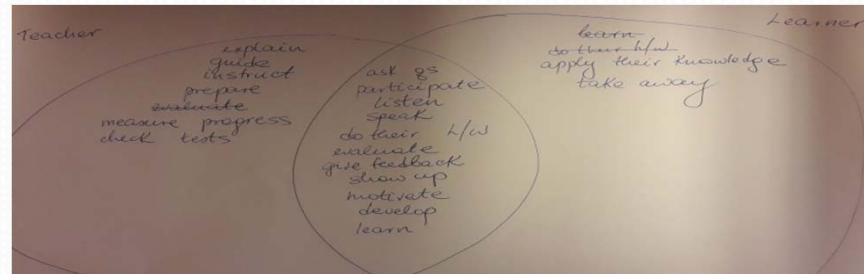 Teacher
explain
guide
instruct
prepare
evaluate
measure progress
check tests
ask qs
participate
listen
speak
do their h/w
evaluate
give feedback
show up
motivate
develop
learn
Learner
learn
do their h/w
apply their knowledge
take away